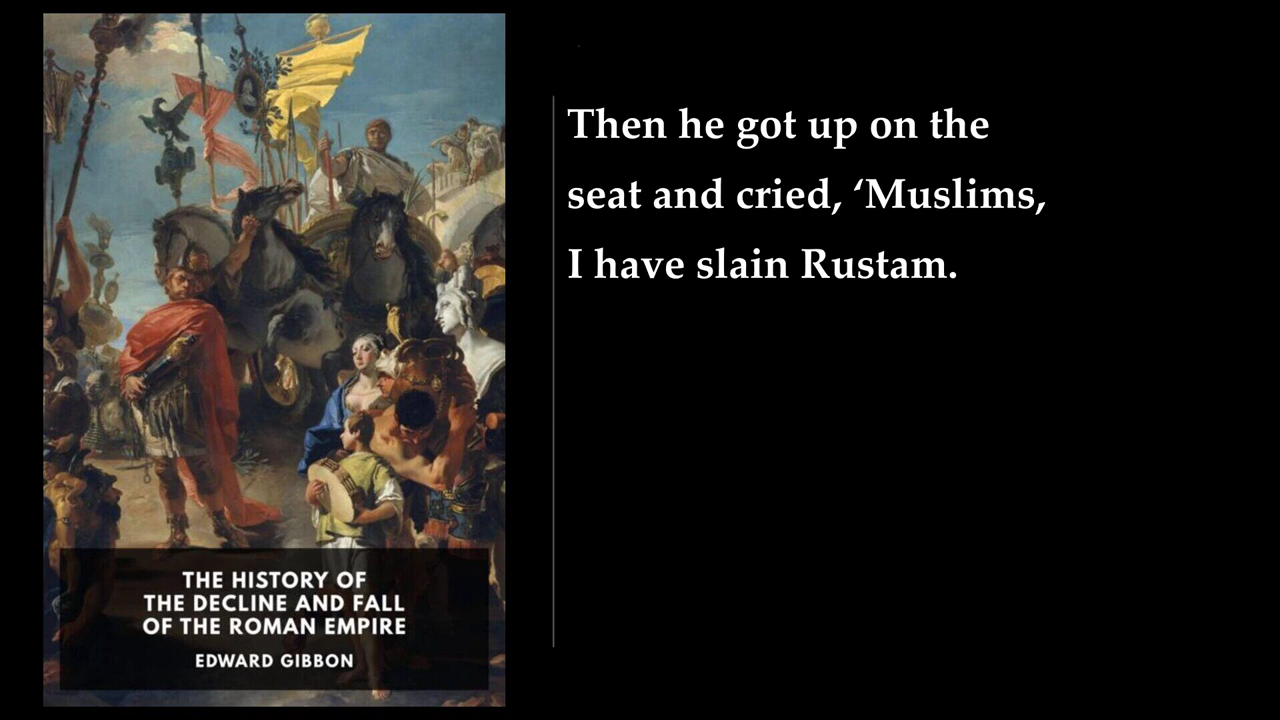 Then he got up on the
seat and cried, ‘Muslims,
I have slain Rustam.
THE HISTORY OF
THE DECLINE AND FALL
OF THE ROMAN EMPIRE
EDWARD GIBBON